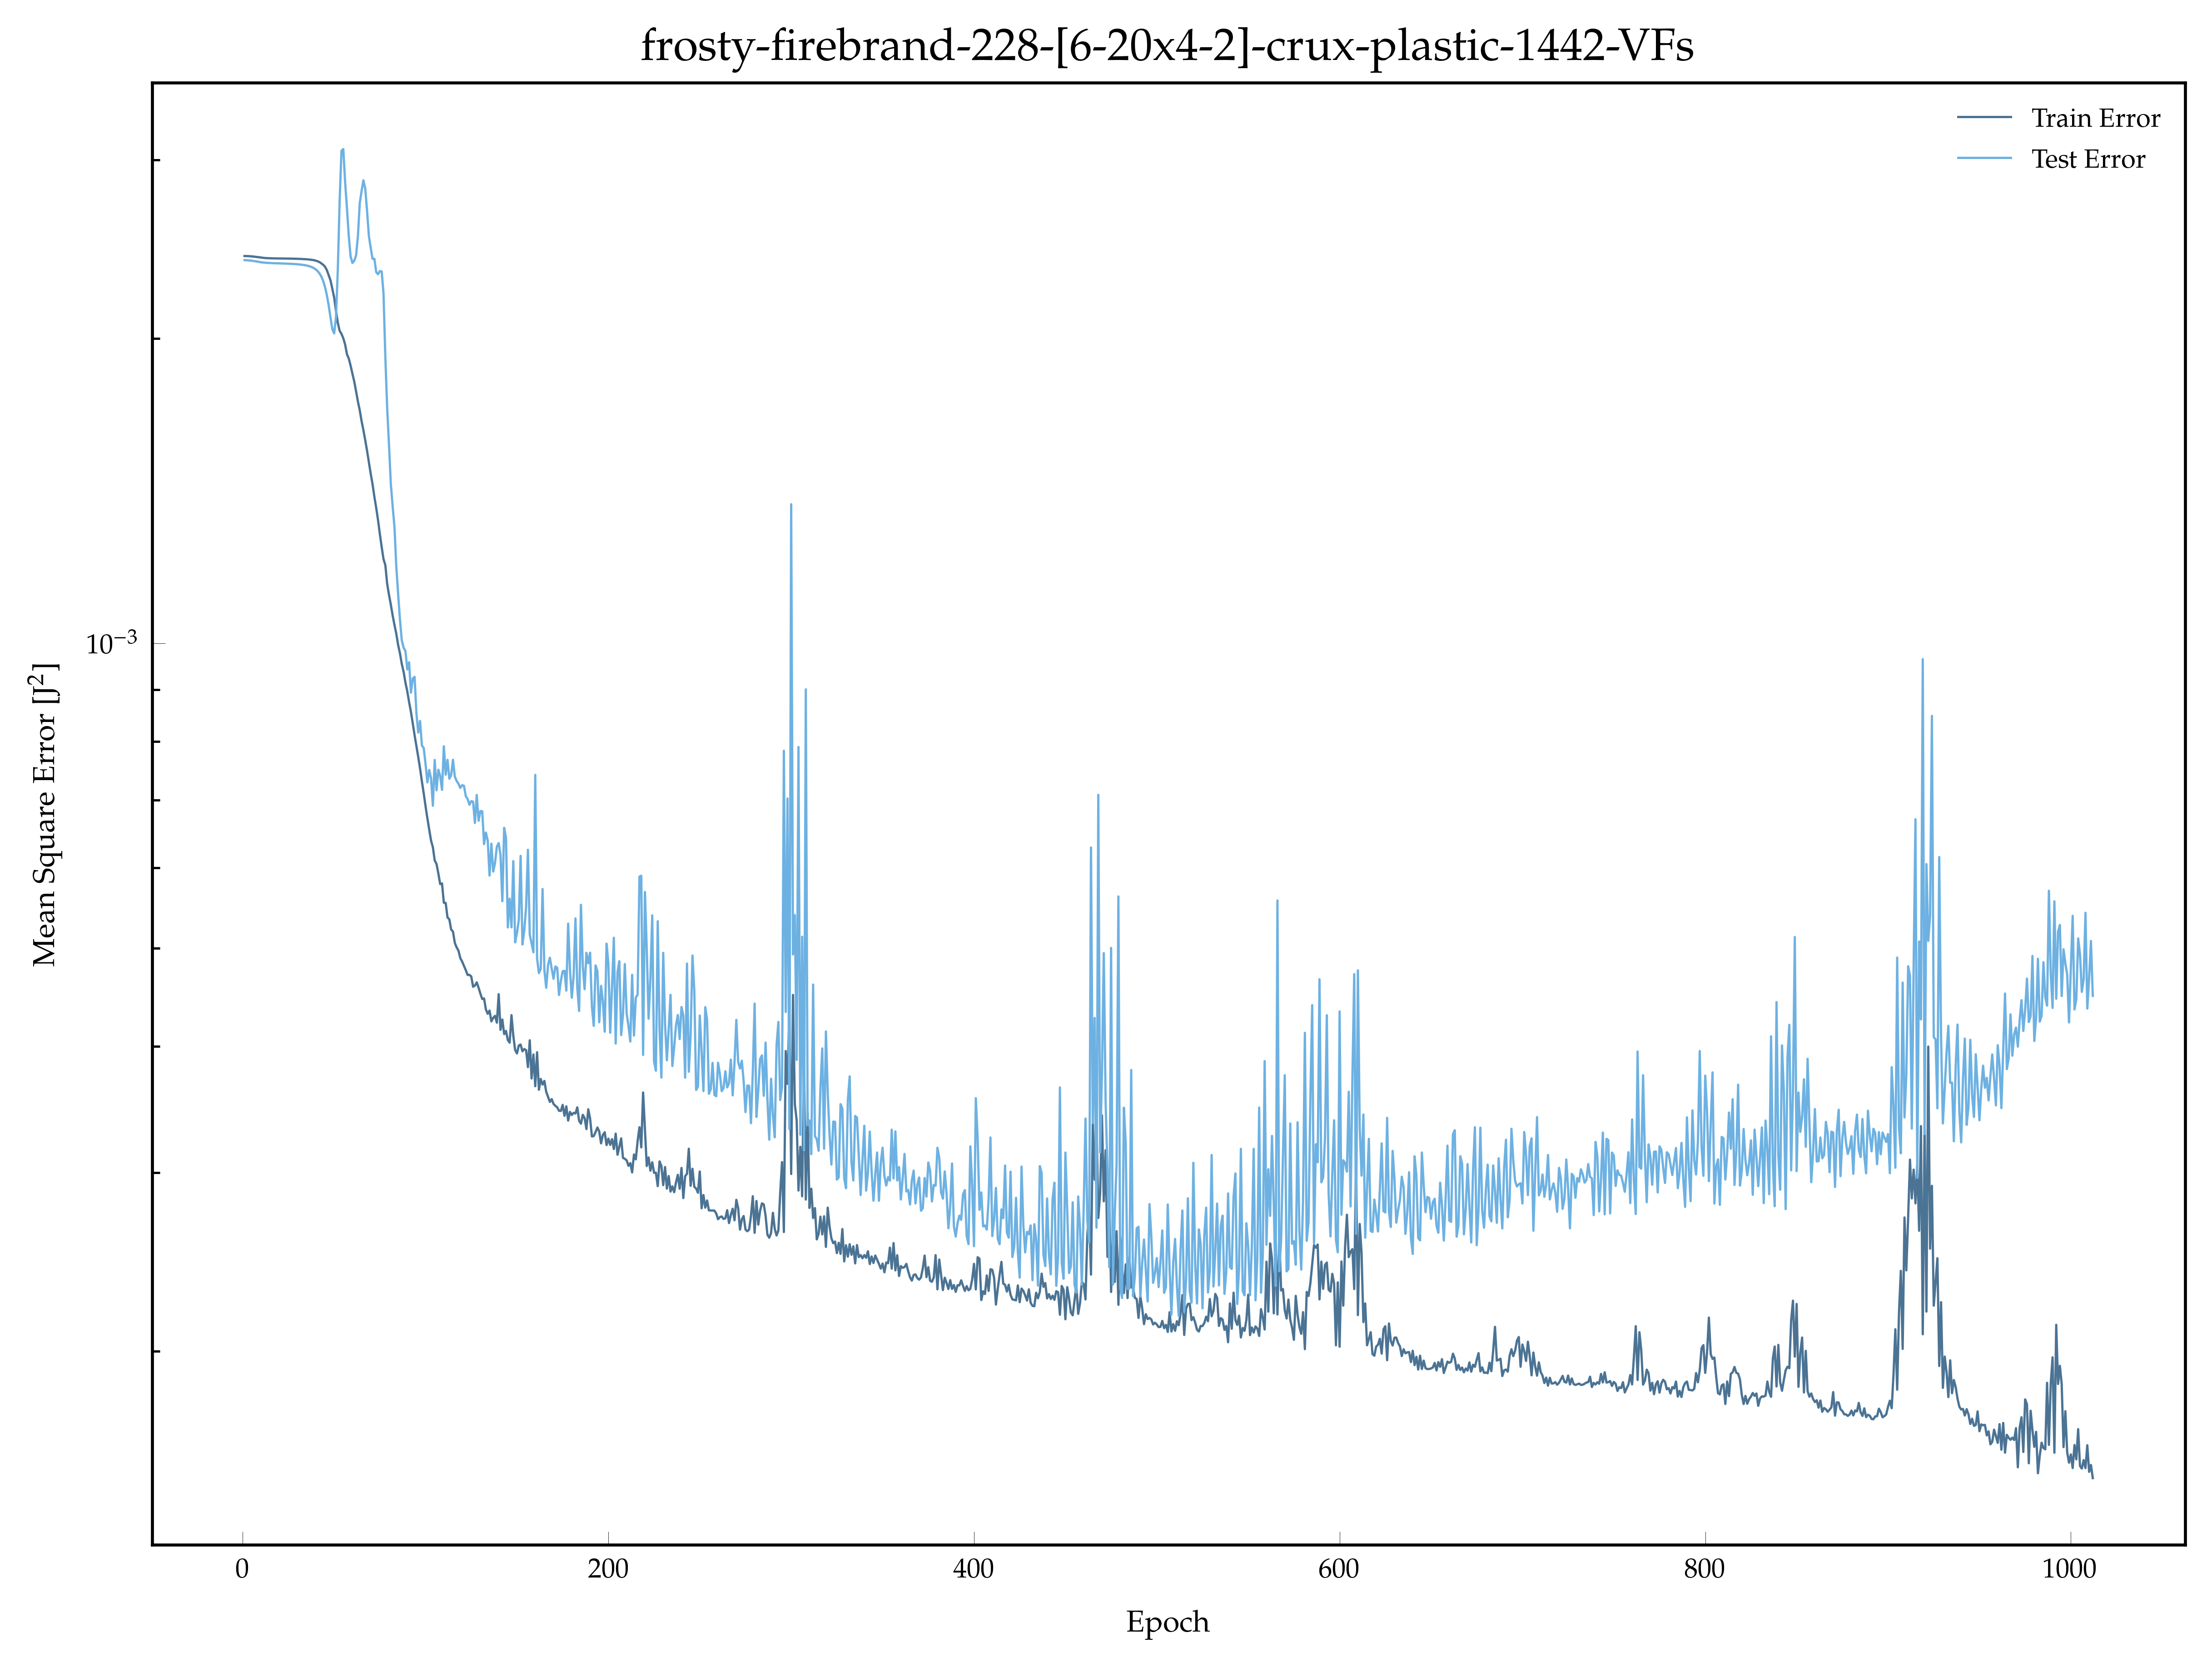 frosty-firebrand-228-[6-20x4-2]-crux-plastic-1442-VFs
Train Error
Test Error
10⁻³
Mean Square Error [J²]
0 200 400 600 800 1000
Epoch